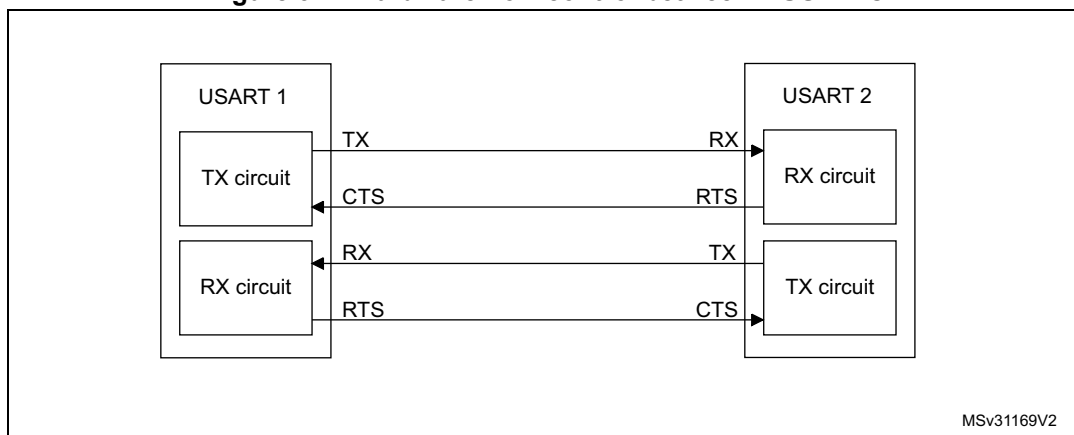 USART 1
USART 2
TX
RX
TX circuit
RX circuit
CTS
RTS
RX
TX
RX circuit
TX circuit
RTS
CTS
MSv31169V2